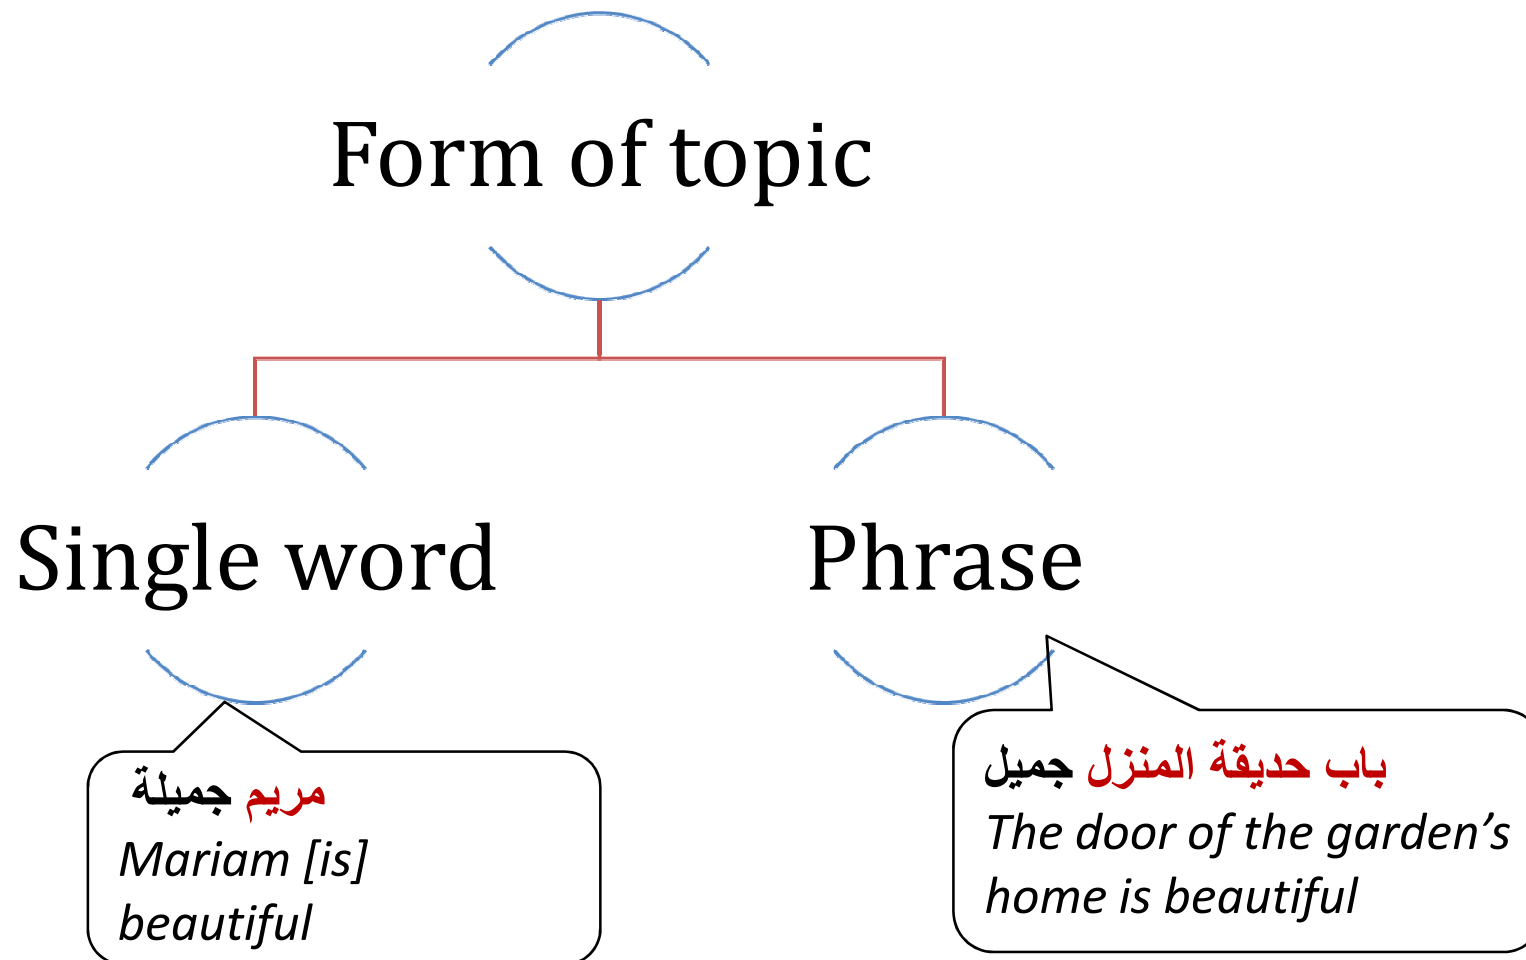 Form of topic
Single word
Phrase
مريم جميلة
Mariam [is]
beautiful
باب حديقة المنزل جميل
The door of the garden’s
home is beautiful